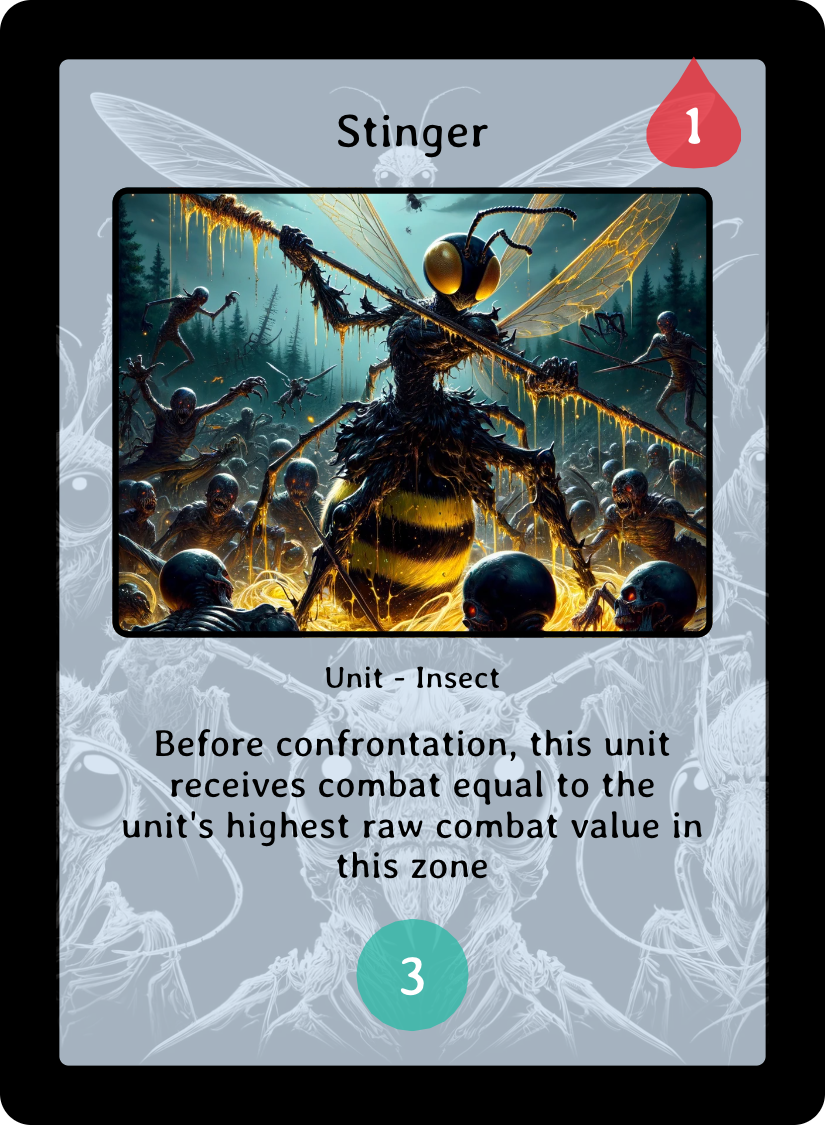 Stinger
1
Unit - Insect
Before confrontation, this unit
receives combat equal to the
unit's highest raw combat value in
this zone
3